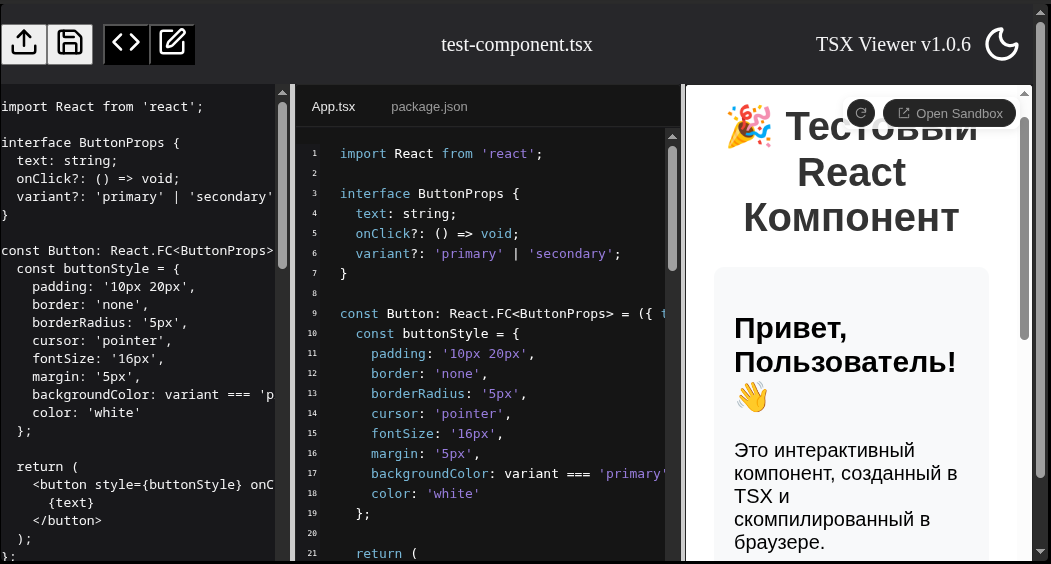 test-component.tsx
TSX Viewer v1.0.6
import React from 'react';
interface ButtonProps {
  text: string;
  onClick?: () => void;
  variant?: 'primary' | 'secondary'
}
const Button: React.FC<ButtonProps>
  const buttonStyle = {
    padding: '10px 20px',
    border: 'none',
    borderRadius: '5px',
    cursor: 'pointer',
    fontSize: '16px',
    margin: '5px',
    backgroundColor: variant === 'p
    color: 'white'
  };
  return (
    <button style={buttonStyle} onC
      {text}
    </button>
  );
};
App.tsx
package.json
1 import React from 'react';
2
3 interface ButtonProps {
4   text: string;
5   onClick?: () => void;
6   variant?: 'primary' | 'secondary';
7 }
8
9 const Button: React.FC<ButtonProps> = ({ t
10   const buttonStyle = {
11     padding: '10px 20px',
12     border: 'none',
13     borderRadius: '5px',
14     cursor: 'pointer',
15     fontSize: '16px',
16     margin: '5px',
17     backgroundColor: variant === 'primary'
18     color: 'white'
19   };
20
21   return (
Open Sandbox
🎉 Тестовый
React
Компонент
Привет,
Пользователь!
👋
Это интерактивный
компонент, созданный в
TSX и
скомпилированный в
браузере.